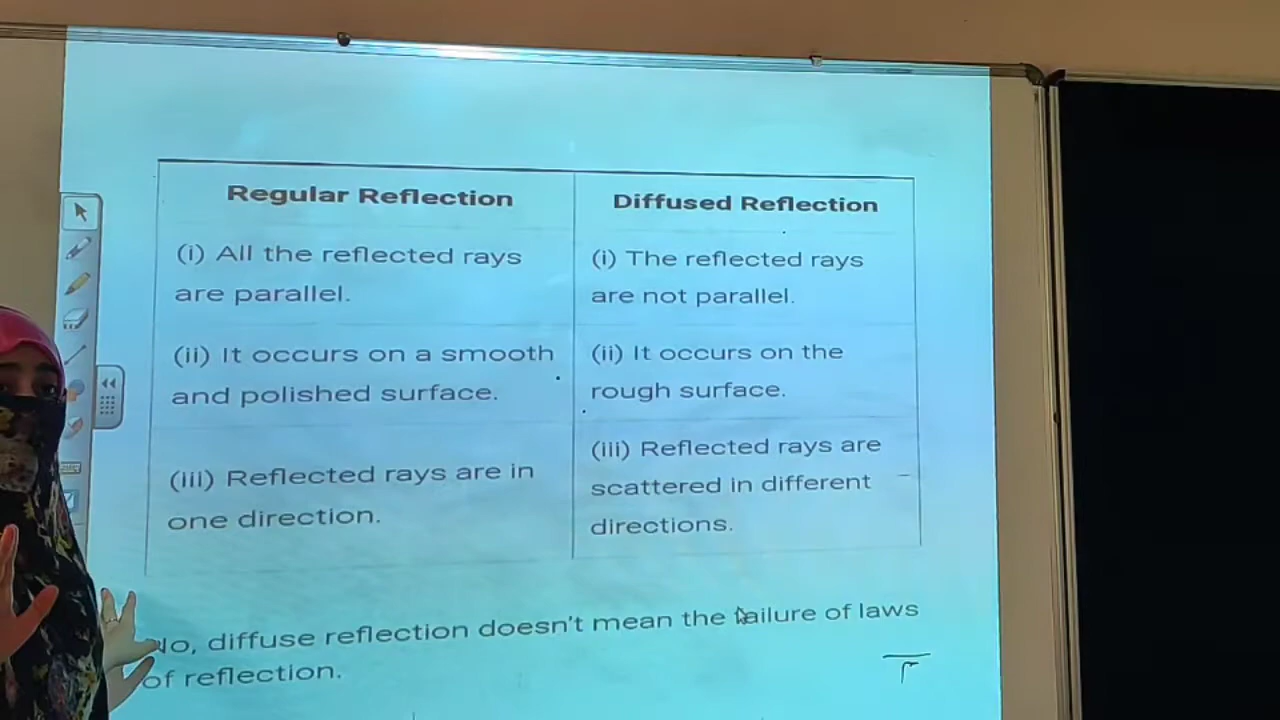 Regular Reflection
Diffused Reflection
(i) All the reflected rays
are parallel.
(i) The reflected rays
are not parallel.
(ii) It occurs on a smooth
and polished surface.
(ii) It occurs on the
rough surface.
(iii) Reflected rays are in
one direction.
(iii) Reflected rays are
scattered in different
directions.
No, diffuse reflection doesn't mean the failure of laws
of reflection.